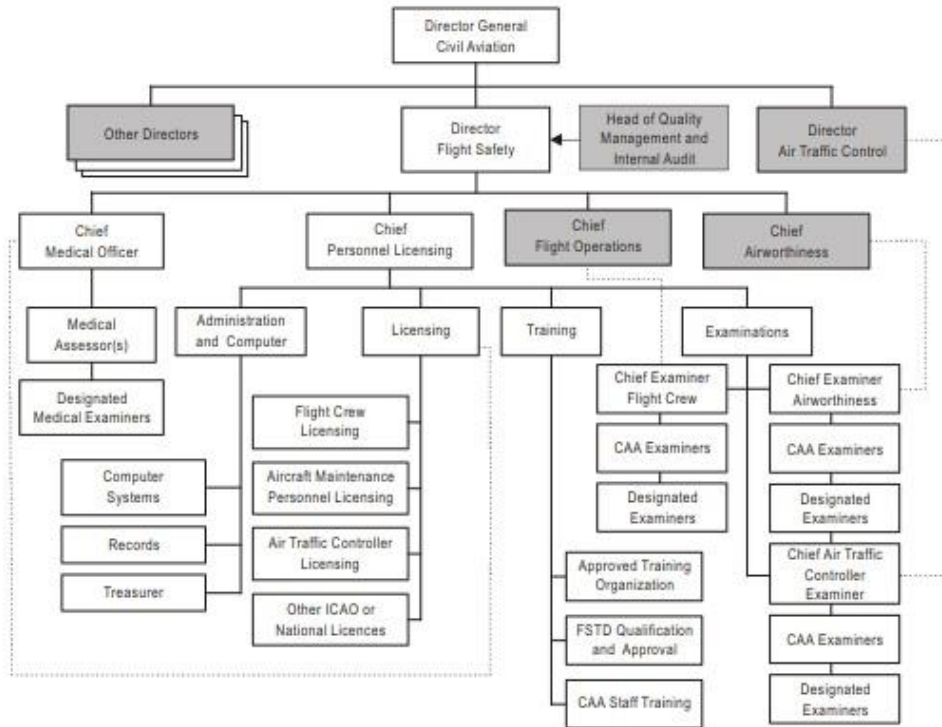 Director General
Civil Aviation
Other Directors
Director
Flight Safety
Head of Quality
Management and
Internal Audit
Director
Air Traffic Control
Chief
Medical Officer
Chief
Personnel Licensing
Chief
Flight Operations
Chief
Airworthiness
Medical
Assessor(s)
Administration
and Computer
Licensing
Training
Examinations
Designated
Medical Examiners
Chief Examiner
Flight Crew
Chief Examiner
Airworthiness
Flight Crew
Licensing
CAA Examiners
CAA Examiners
Computer
Systems
Aircraft Maintenance
Personnel Licensing
Designated
Examiners
Designated
Examiners
Records
Air Traffic Controller
Licensing
Approved Training
Organization
Chief Air Traffic
Controller
Examiner
Treasurer
Other ICAO or
National Licences
FSTD Qualification
and Approval
CAA Examiners
CAA Staff Training
Designated
Examiners